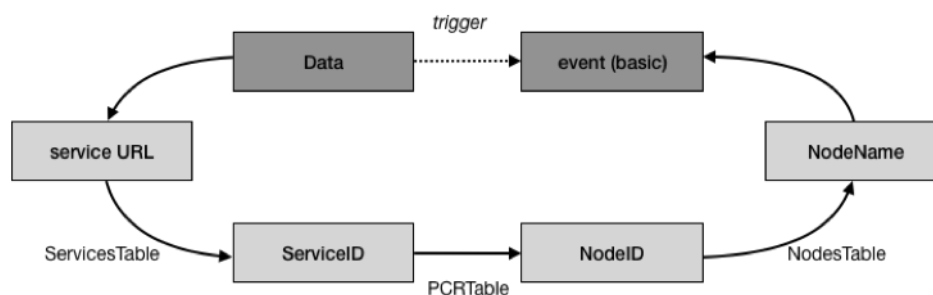 trigger
Data
event (basic)
service URL
NodeName
ServicesTable
ServiceID
NodeID
NodesTable
PCRTable